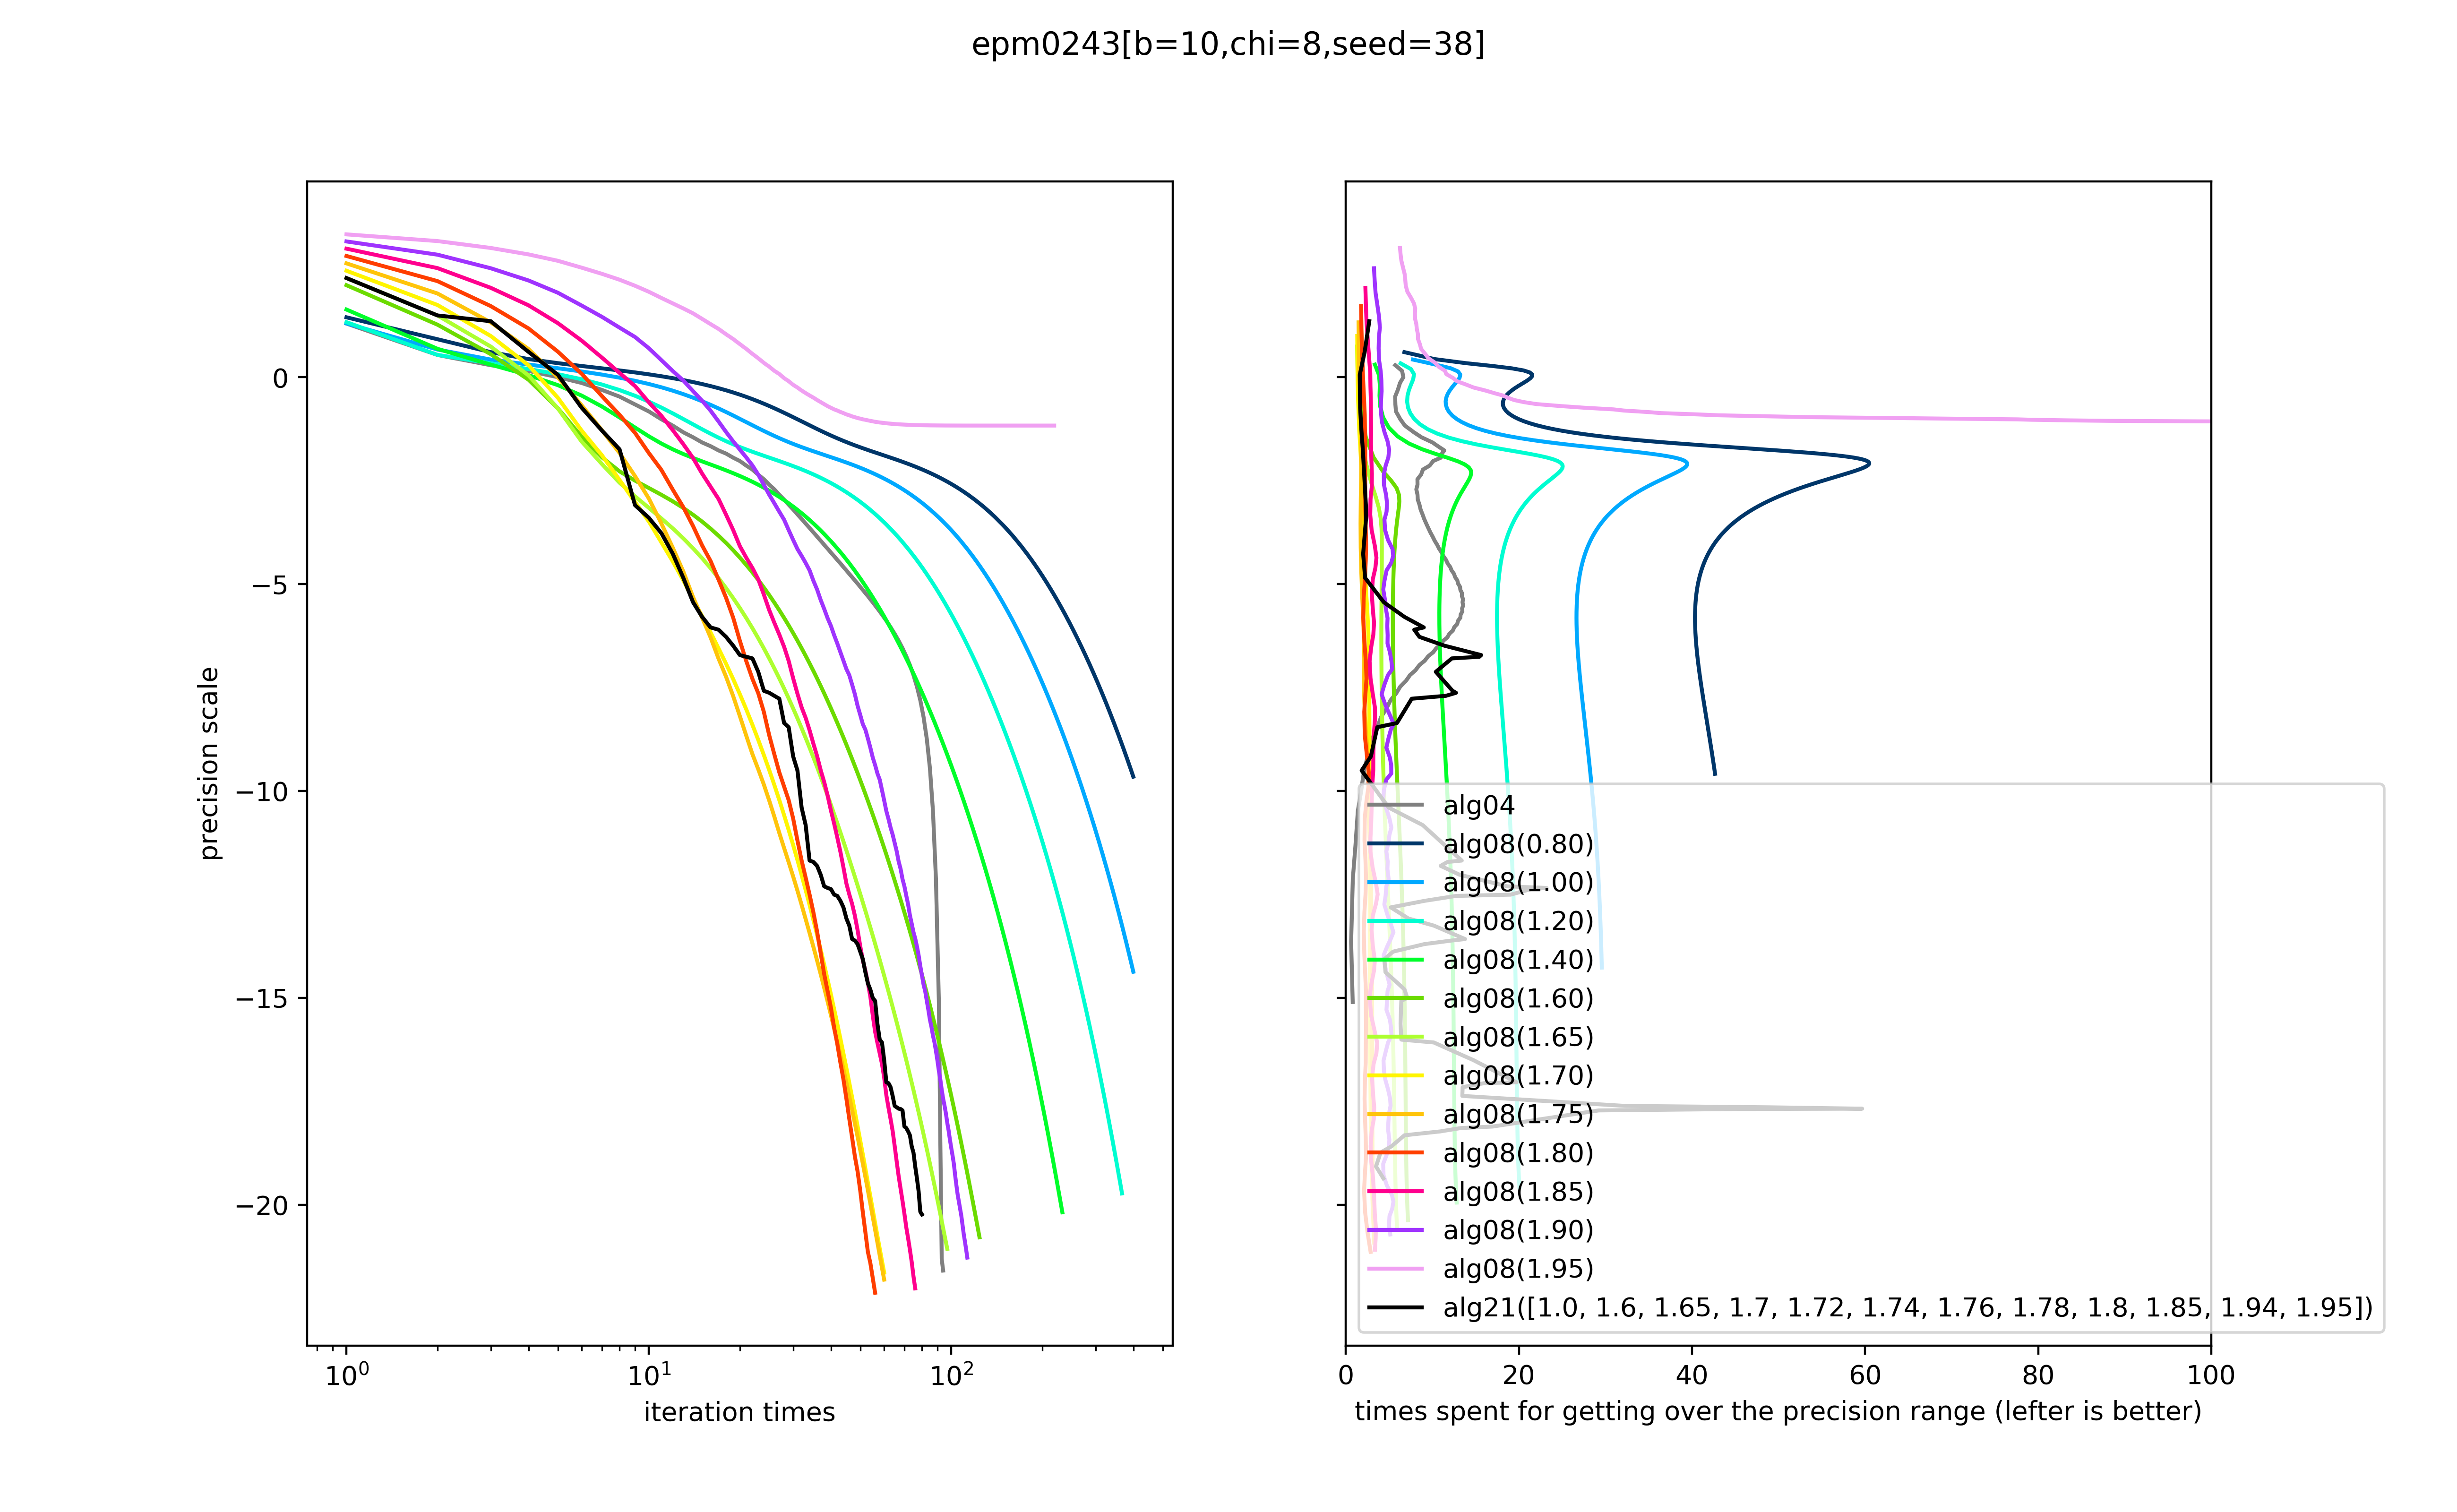 epm0243[b=10,chi=8,seed=38]
precision scale
0
−5
−10
−15
−20
10⁰ 10¹ 10²
iteration times
alg04
alg08(0.80)
alg08(1.00)
alg08(1.20)
alg08(1.40)
alg08(1.60)
alg08(1.65)
alg08(1.70)
alg08(1.75)
alg08(1.80)
alg08(1.85)
alg08(1.90)
alg08(1.95)
alg21([1.0, 1.6, 1.65, 1.7, 1.72, 1.74, 1.76, 1.78, 1.8, 1.85, 1.94, 1.95])
0 20 40 60 80 100
times spent for getting over the precision range (lefter is better)